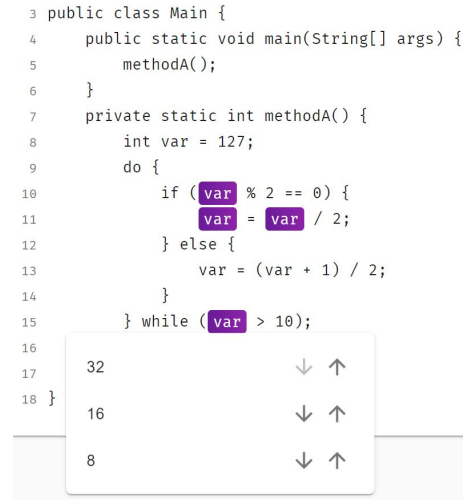 3 public class Main {
4     public static void main(String[] args) {
5         methodA();
6     }
7     private static int methodA() {
8         int var = 127;
9         do {
10             if (var % 2 == 0) {
11                 var = var / 2;
12             } else {
13                 var = (var + 1) / 2;
14             }
15         } while (var > 10);
16
17
18 }
32 ↓ ↑
16 ↓ ↑
8 ↓ ↑